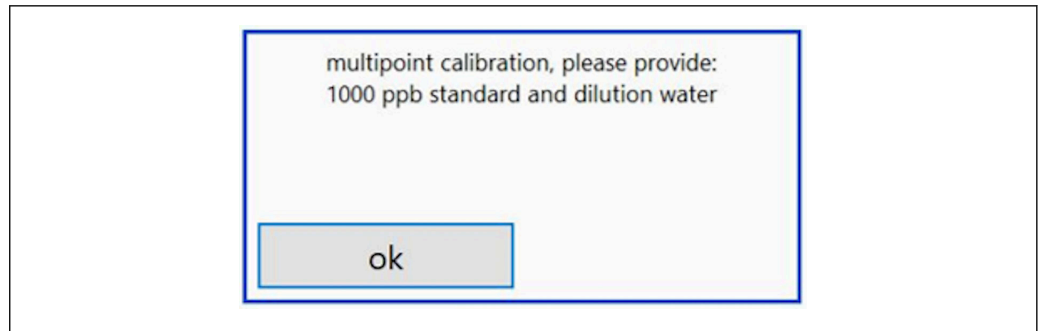 multipoint calibration, please provide:
1000 ppb standard and dilution water
ok